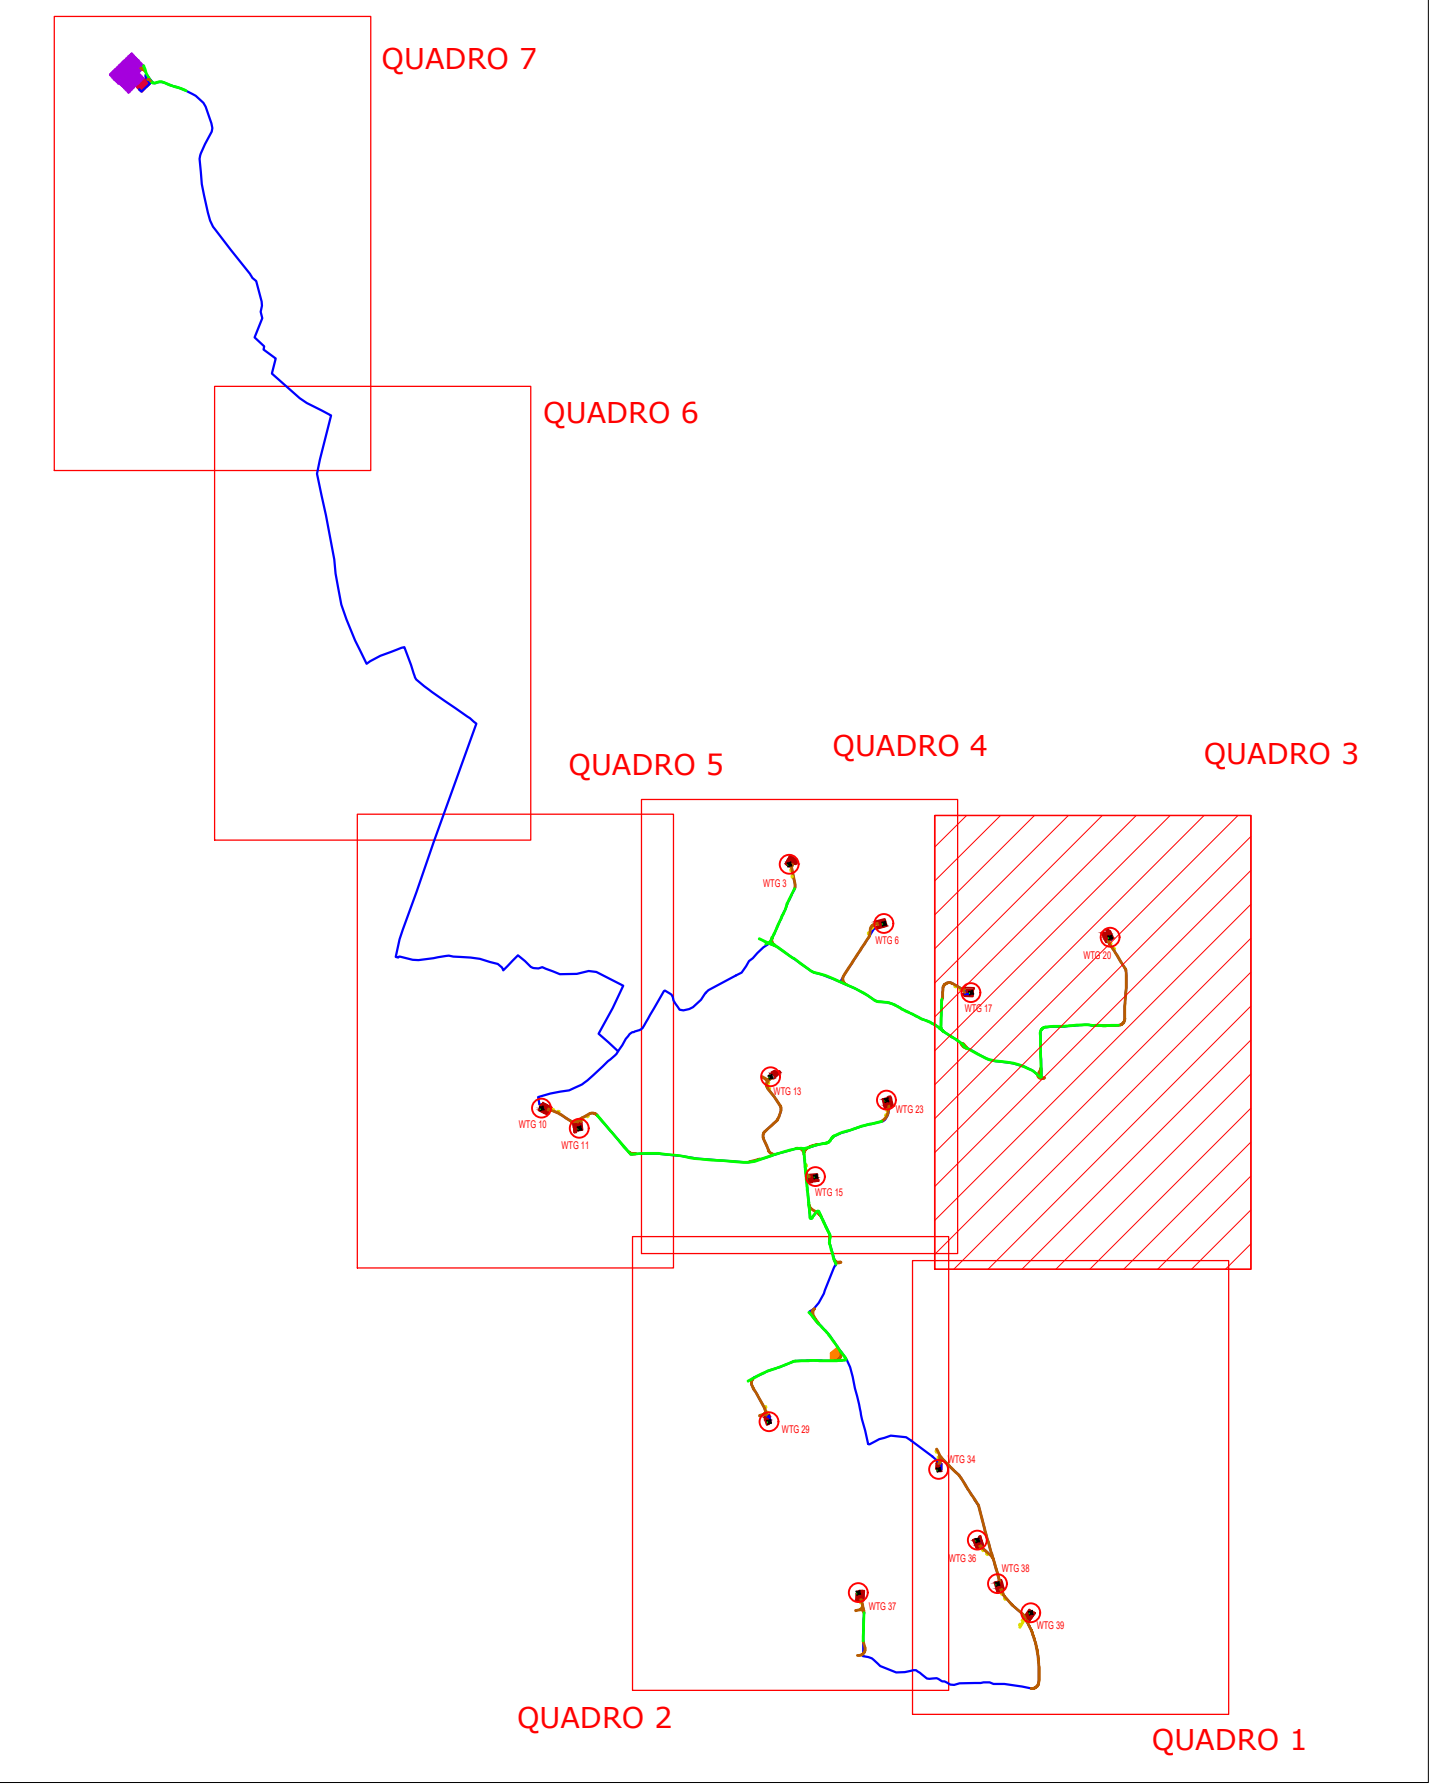 QUADRO 7
QUADRO 6
QUADRO 4
QUADRO 3
QUADRO 5
WTG 3
WTG 6
WTG 20
WTG 17
WTG 13
WTG 23
WTG 10
WTG 11
WTG 15
WTG 29
WTG 34
WTG 36
WTG 38
WTG 37
WTG 39
QUADRO 2
QUADRO 1